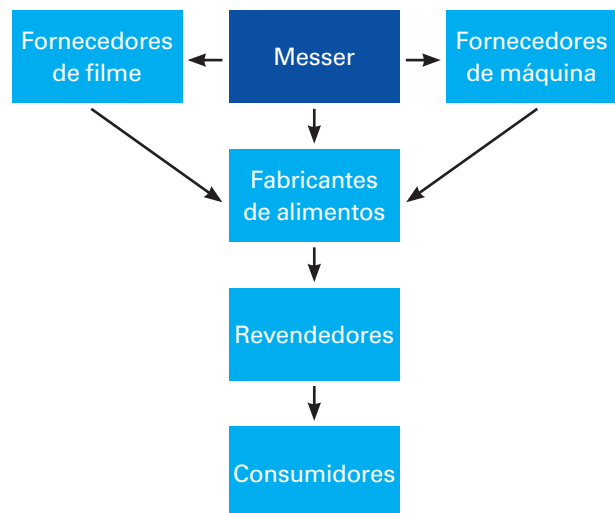 Fornecedores
de filme
Messer
Fornecedores
de máquina
Fabricantes
de alimentos
Revendedores
Consumidores